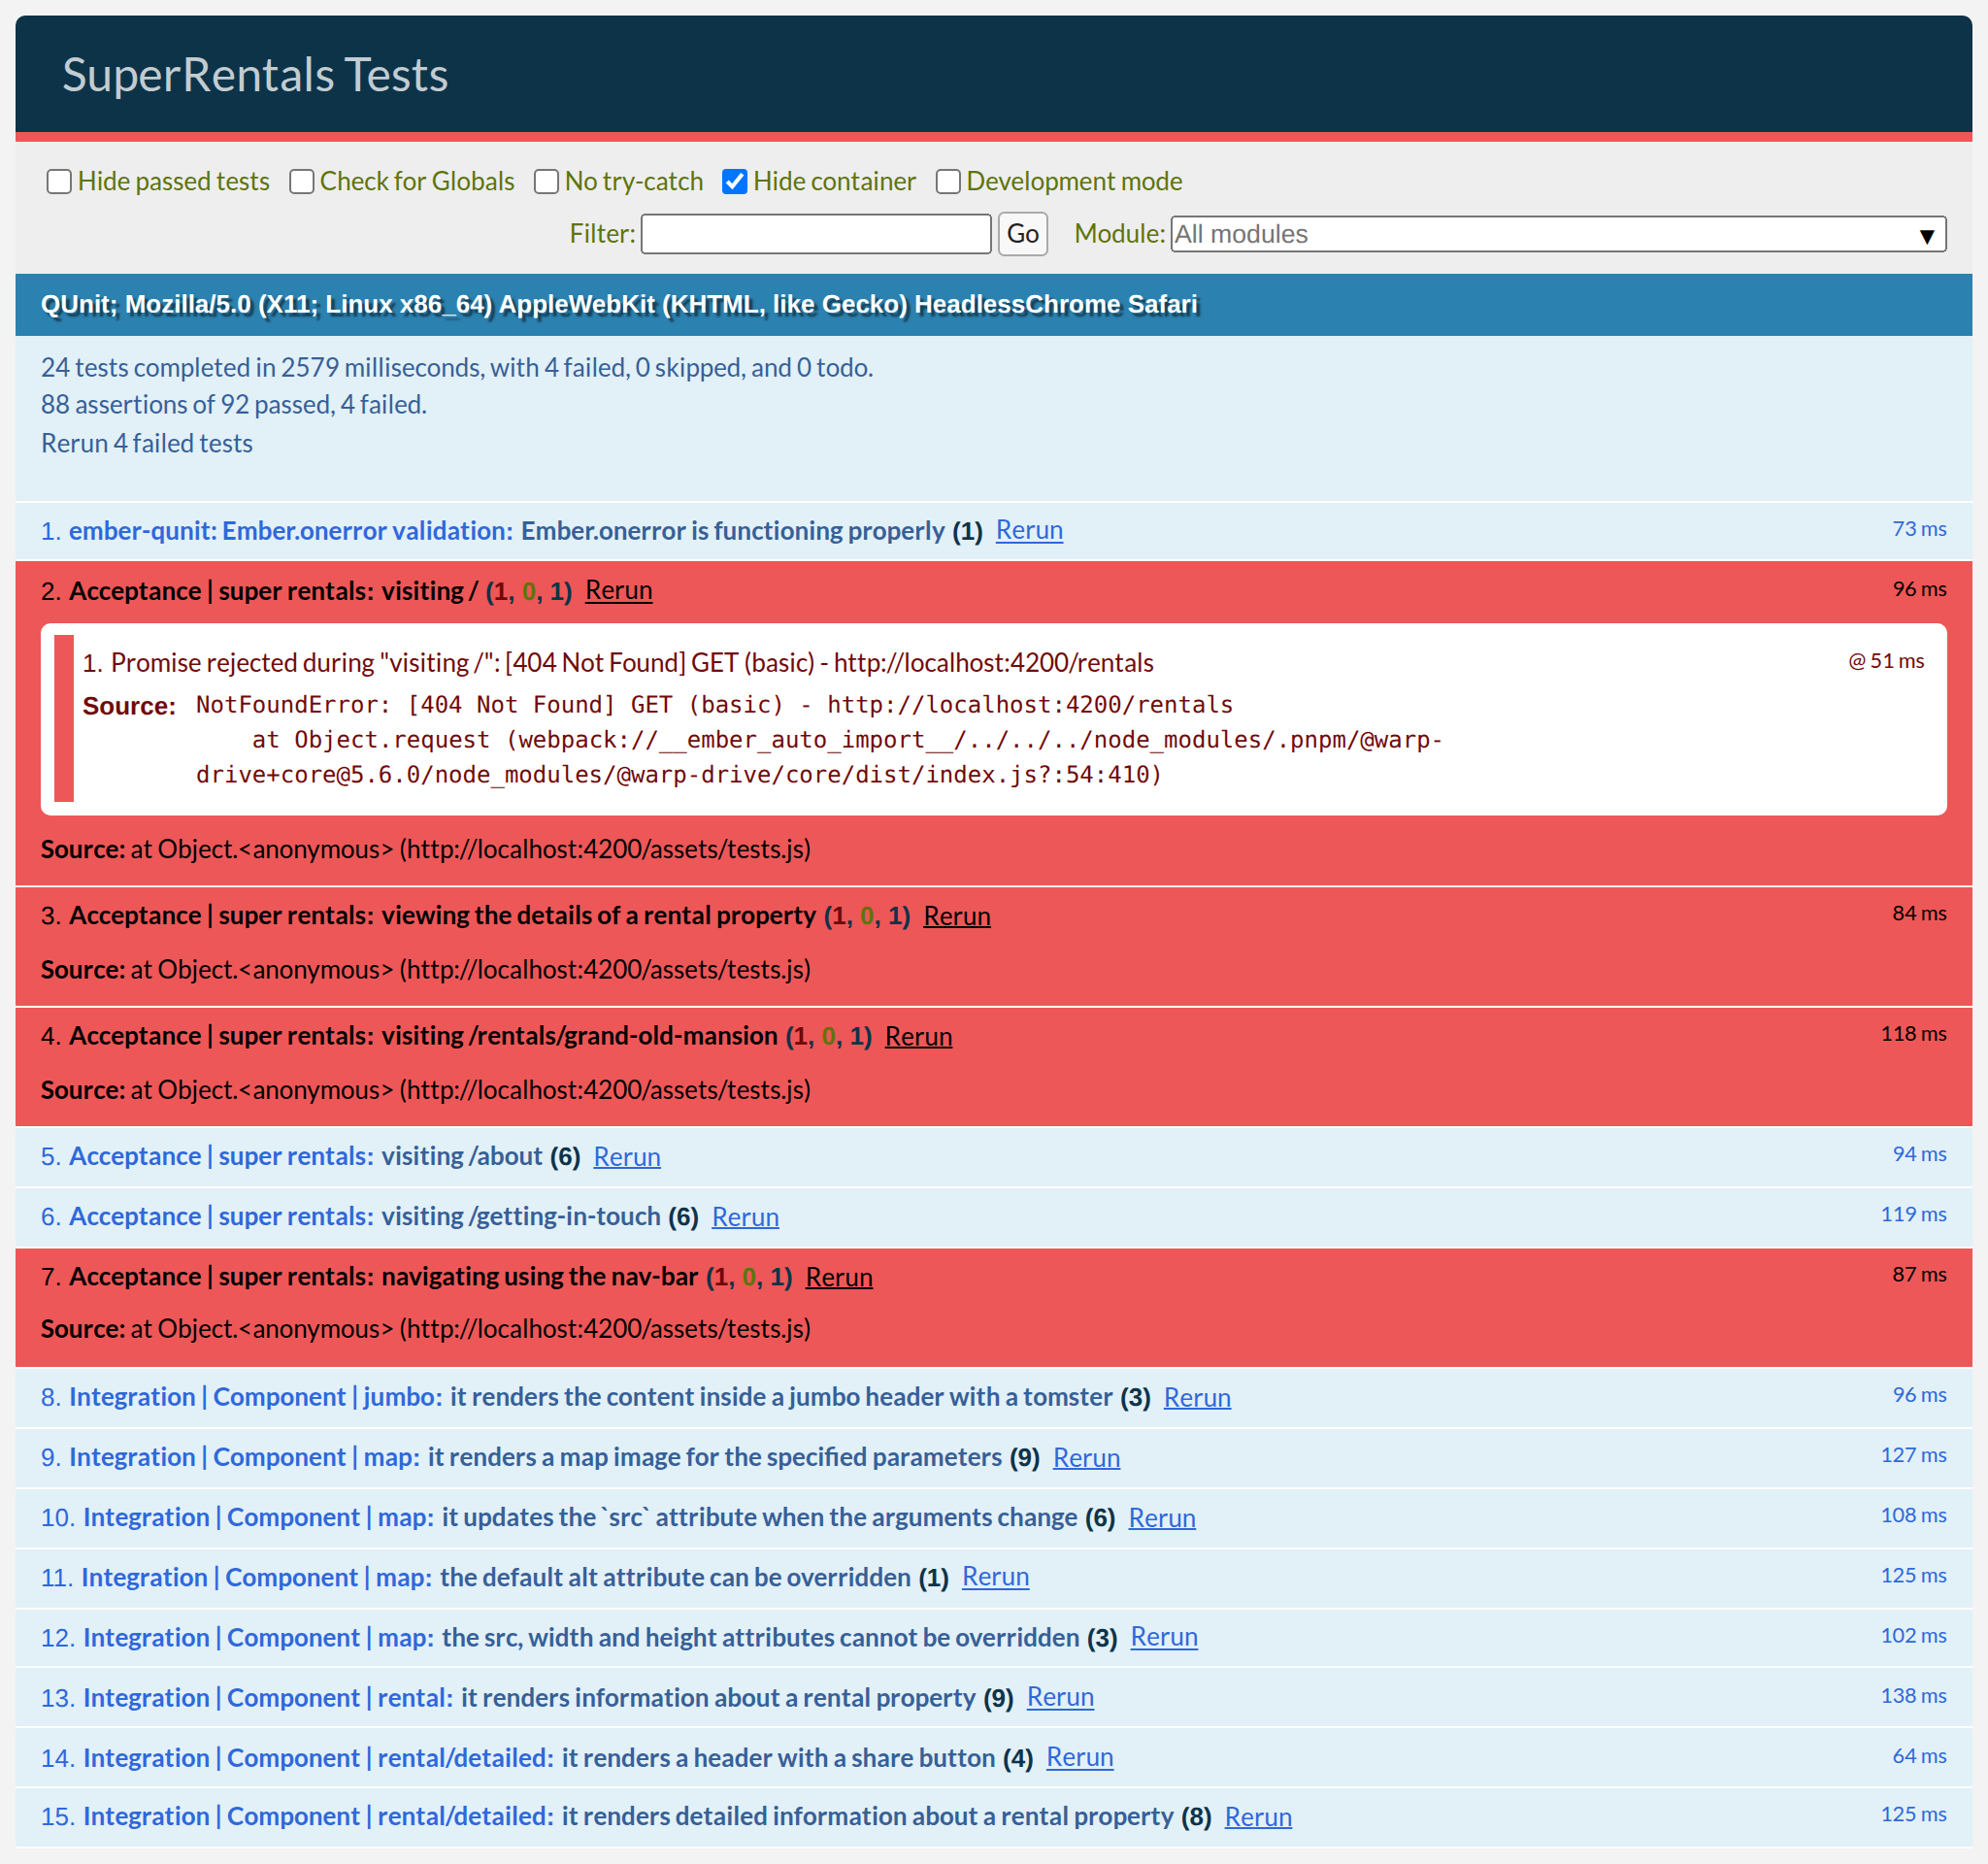 SuperRentals Tests
Hide passed tests Check for Globals No try-catch Hide container Development mode
Filter: Go Module: All modules ▼
QUnit; Mozilla/5.0 (X11; Linux x86_64) AppleWebKit (KHTML, like Gecko) HeadlessChrome Safari
24 tests completed in 2579 milliseconds, with 4 failed, 0 skipped, and 0 todo.
88 assertions of 92 passed, 4 failed.
Rerun 4 failed tests
1. ember-qunit: Ember.onerror validation: Ember.onerror is functioning properly (1) Rerun 73 ms
2. Acceptance | super rentals: visiting / (1, 0, 1) Rerun 96 ms
1. Promise rejected during "visiting /": [404 Not Found] GET (basic) - http://localhost:4200/rentals @ 51 ms
Source: NotFoundError: [404 Not Found] GET (basic) - http://localhost:4200/rentals
at Object.request (webpack://__ember_auto_import__/../../../node_modules/.pnpm/@warp-
drive+core@5.6.0/node_modules/@warp-drive/core/dist/index.js?:54:410)
Source: at Object.<anonymous> (http://localhost:4200/assets/tests.js)
3. Acceptance | super rentals: viewing the details of a rental property (1, 0, 1) Rerun 84 ms
Source: at Object.<anonymous> (http://localhost:4200/assets/tests.js)
4. Acceptance | super rentals: visiting /rentals/grand-old-mansion (1, 0, 1) Rerun 118 ms
Source: at Object.<anonymous> (http://localhost:4200/assets/tests.js)
5. Acceptance | super rentals: visiting /about (6) Rerun 94 ms
6. Acceptance | super rentals: visiting /getting-in-touch (6) Rerun 119 ms
7. Acceptance | super rentals: navigating using the nav-bar (1, 0, 1) Rerun 87 ms
Source: at Object.<anonymous> (http://localhost:4200/assets/tests.js)
8. Integration | Component | jumbo: it renders the content inside a jumbo header with a tomster (3) Rerun 96 ms
9. Integration | Component | map: it renders a map image for the specified parameters (9) Rerun 127 ms
10. Integration | Component | map: it updates the `src` attribute when the arguments change (6) Rerun 108 ms
11. Integration | Component | map: the default alt attribute can be overridden (1) Rerun 125 ms
12. Integration | Component | map: the src, width and height attributes cannot be overridden (3) Rerun 102 ms
13. Integration | Component | rental: it renders information about a rental property (9) Rerun 138 ms
14. Integration | Component | rental/detailed: it renders a header with a share button (4) Rerun 64 ms
15. Integration | Component | rental/detailed: it renders detailed information about a rental property (8) Rerun 125 ms